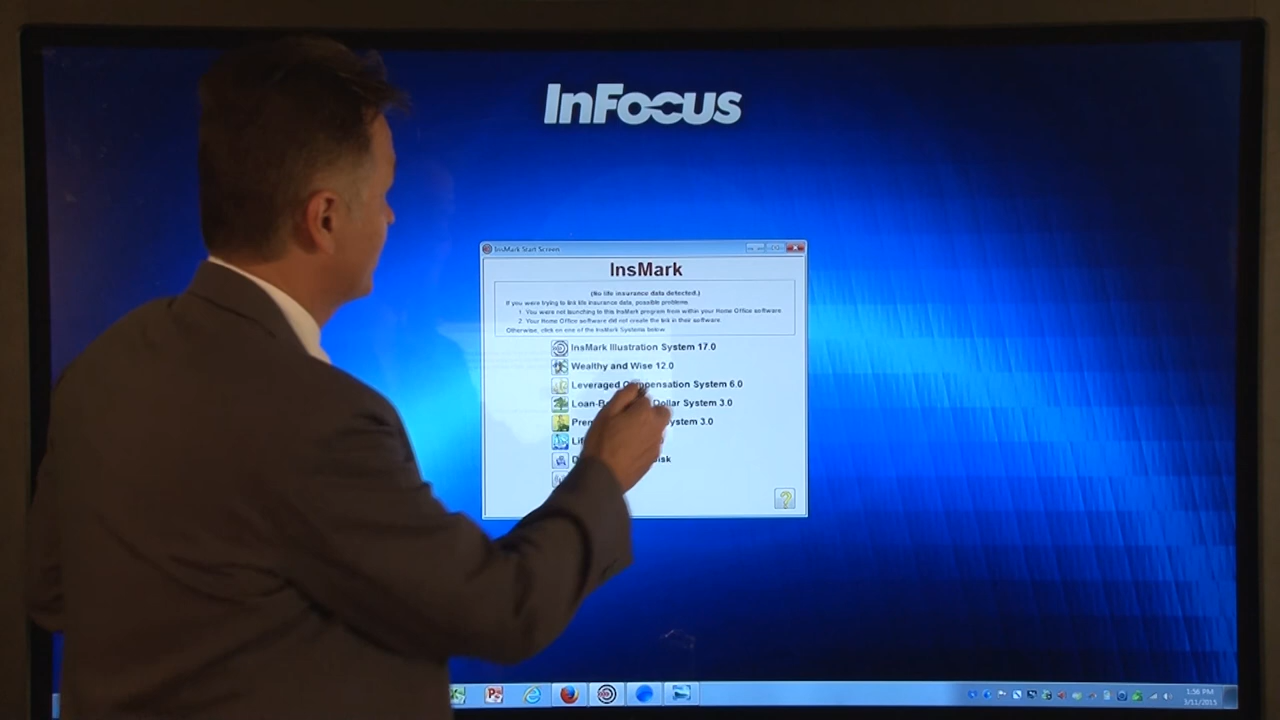 InFocus
InsMark Start Screen
InsMark
(No life insurance data detected.)
If you were trying to link life insurance data, possible problems
1. You were not launching to this InsMark program from within your Home Office software
2. Your Home Office software did not create the link in their software.
Otherwise, click on one of the InsMark Systems below.
InsMark Illustration System 17.0
Wealthy and Wise 12.0
Leveraged System 6.0
Dollar System 3.0
3.0
?
1:56 PM
3/11/2015